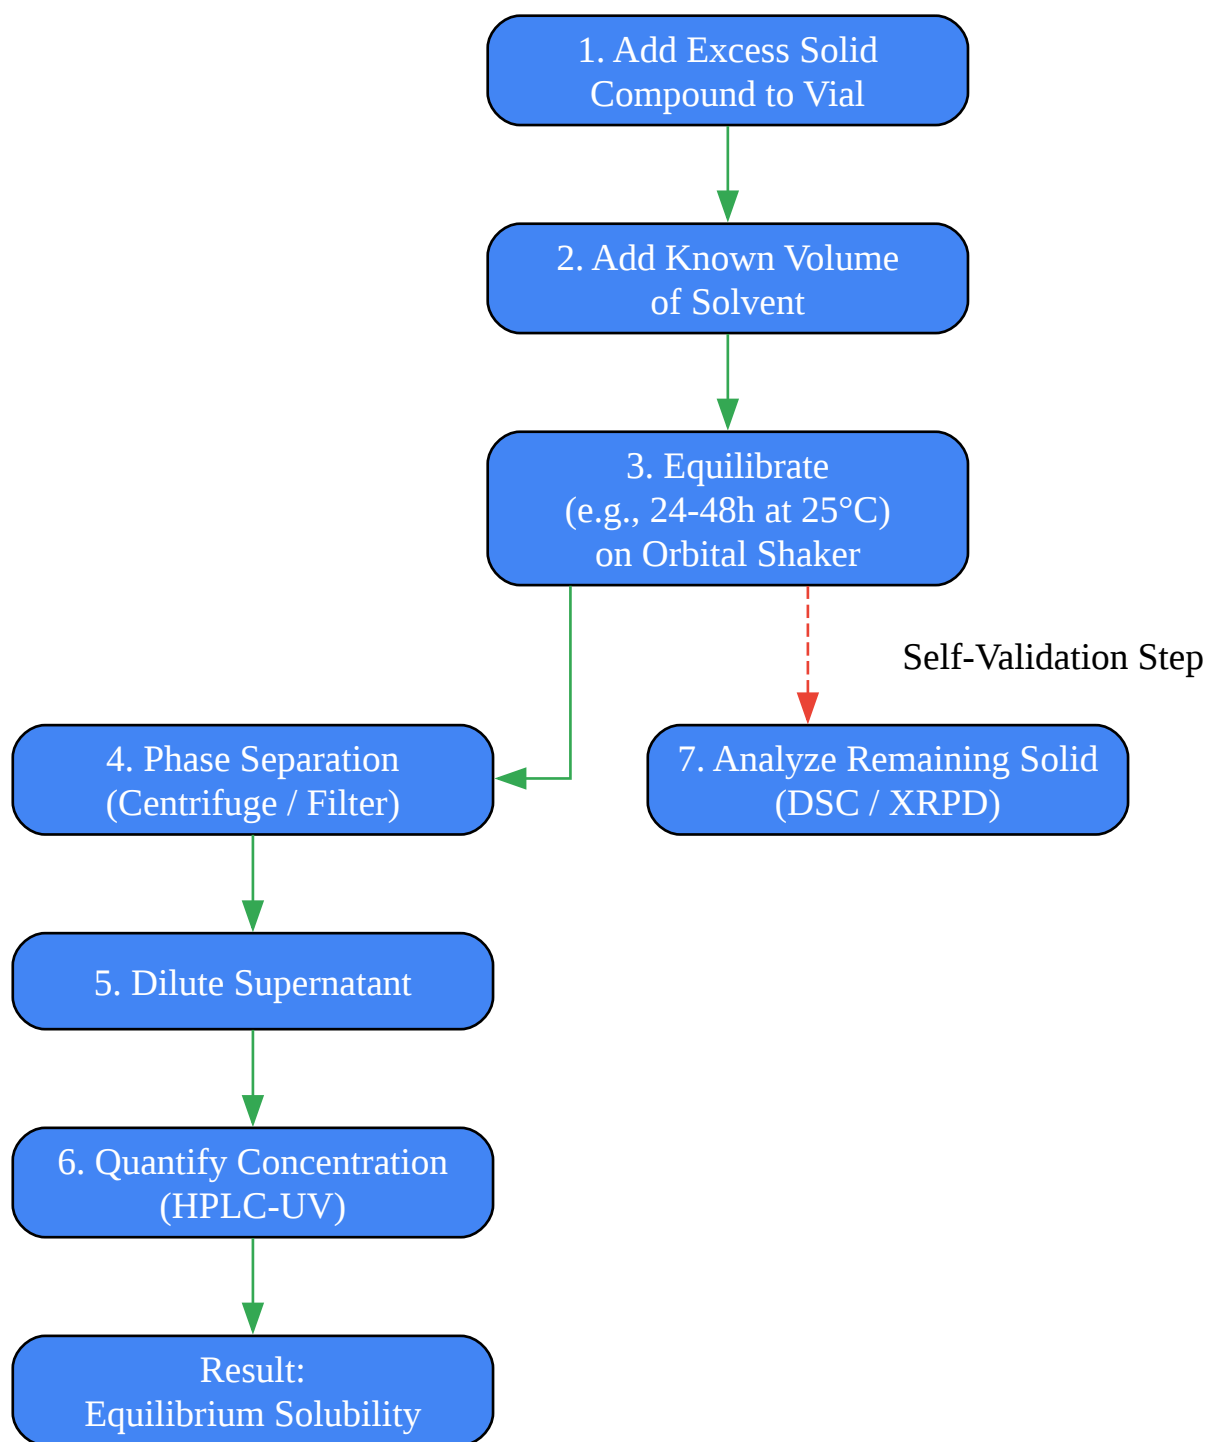 1. Add Excess Solid
Compound to Vial
2. Add Known Volume
of Solvent
3. Equilibrate
(e.g., 24-48h at 25°C)
on Orbital Shaker
Self-Validation Step
4. Phase Separation
(Centrifuge / Filter)
7. Analyze Remaining Solid
(DSC / XRPD)
5. Dilute Supernatant
6. Quantify Concentration
(HPLC-UV)
Result:
Equilibrium Solubility